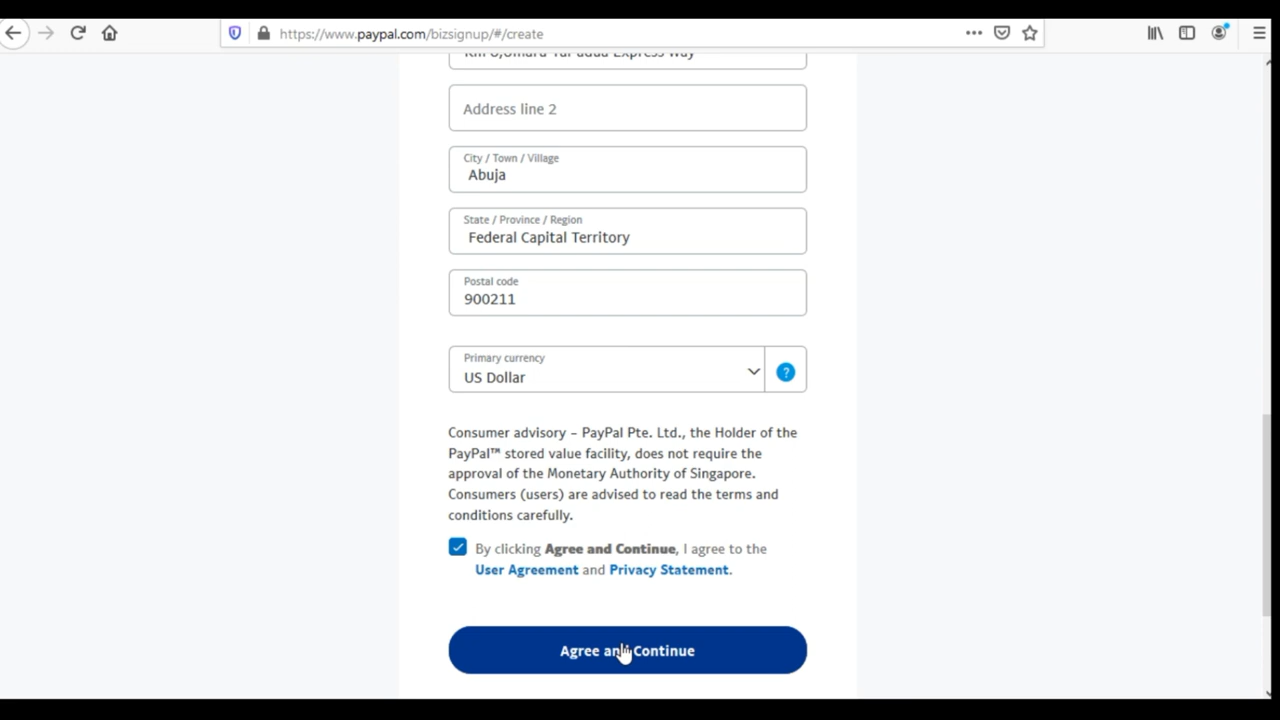 https://www.paypal.com/bizsignup/#/create
Address line 2
City / Town / Village
Abuja
State / Province / Region
Federal Capital Territory
Postal code
900211
Primary currency
US Dollar
?
Consumer advisory – PayPal Pte. Ltd., the Holder of the
PayPal™ stored value facility, does not require the
approval of the Monetary Authority of Singapore.
Consumers (users) are advised to read the terms and
conditions carefully.
By clicking Agree and Continue, I agree to the
User Agreement and Privacy Statement.
Agree and Continue